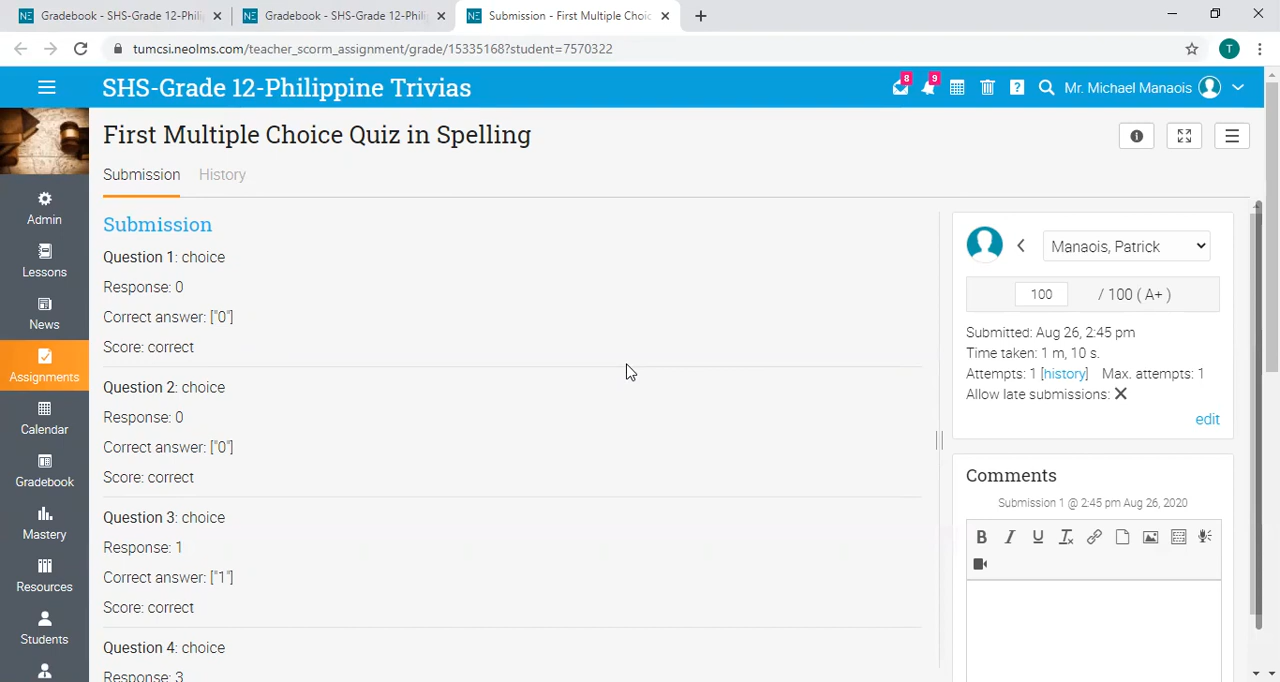 Gradebook - SHS-Grade 12-Phili
Gradebook - SHS-Grade 12-Phili
Submission - First Multiple Choic
tumcsi.neolms.com/teacher_scorm_assignment/grade/15335168?student=7570322
T
SHS-Grade 12-Philippine Trivias
8
9
Mr. Michael Manaois
First Multiple Choice Quiz in Spelling
Submission
History
Admin
Lessons
News
Assignments
Calendar
Gradebook
Mastery
Resources
Students
Submission
Question 1: choice
Response: 0
Correct answer: ["0"]
Score: correct
Question 2: choice
Response: 0
Correct answer: ["0"]
Score: correct
Question 3: choice
Response: 1
Correct answer: ["1"]
Score: correct
Question 4: choice
Response: 3
Manaois, Patrick
100 / 100 ( A+ )
Submitted: Aug 26, 2:45 pm
Time taken: 1 m, 10 s.
Attempts: 1 [history] Max. attempts: 1
Allow late submissions:
edit
Comments
Submission 1 @ 2:45 pm Aug 26, 2020
B I U Tx